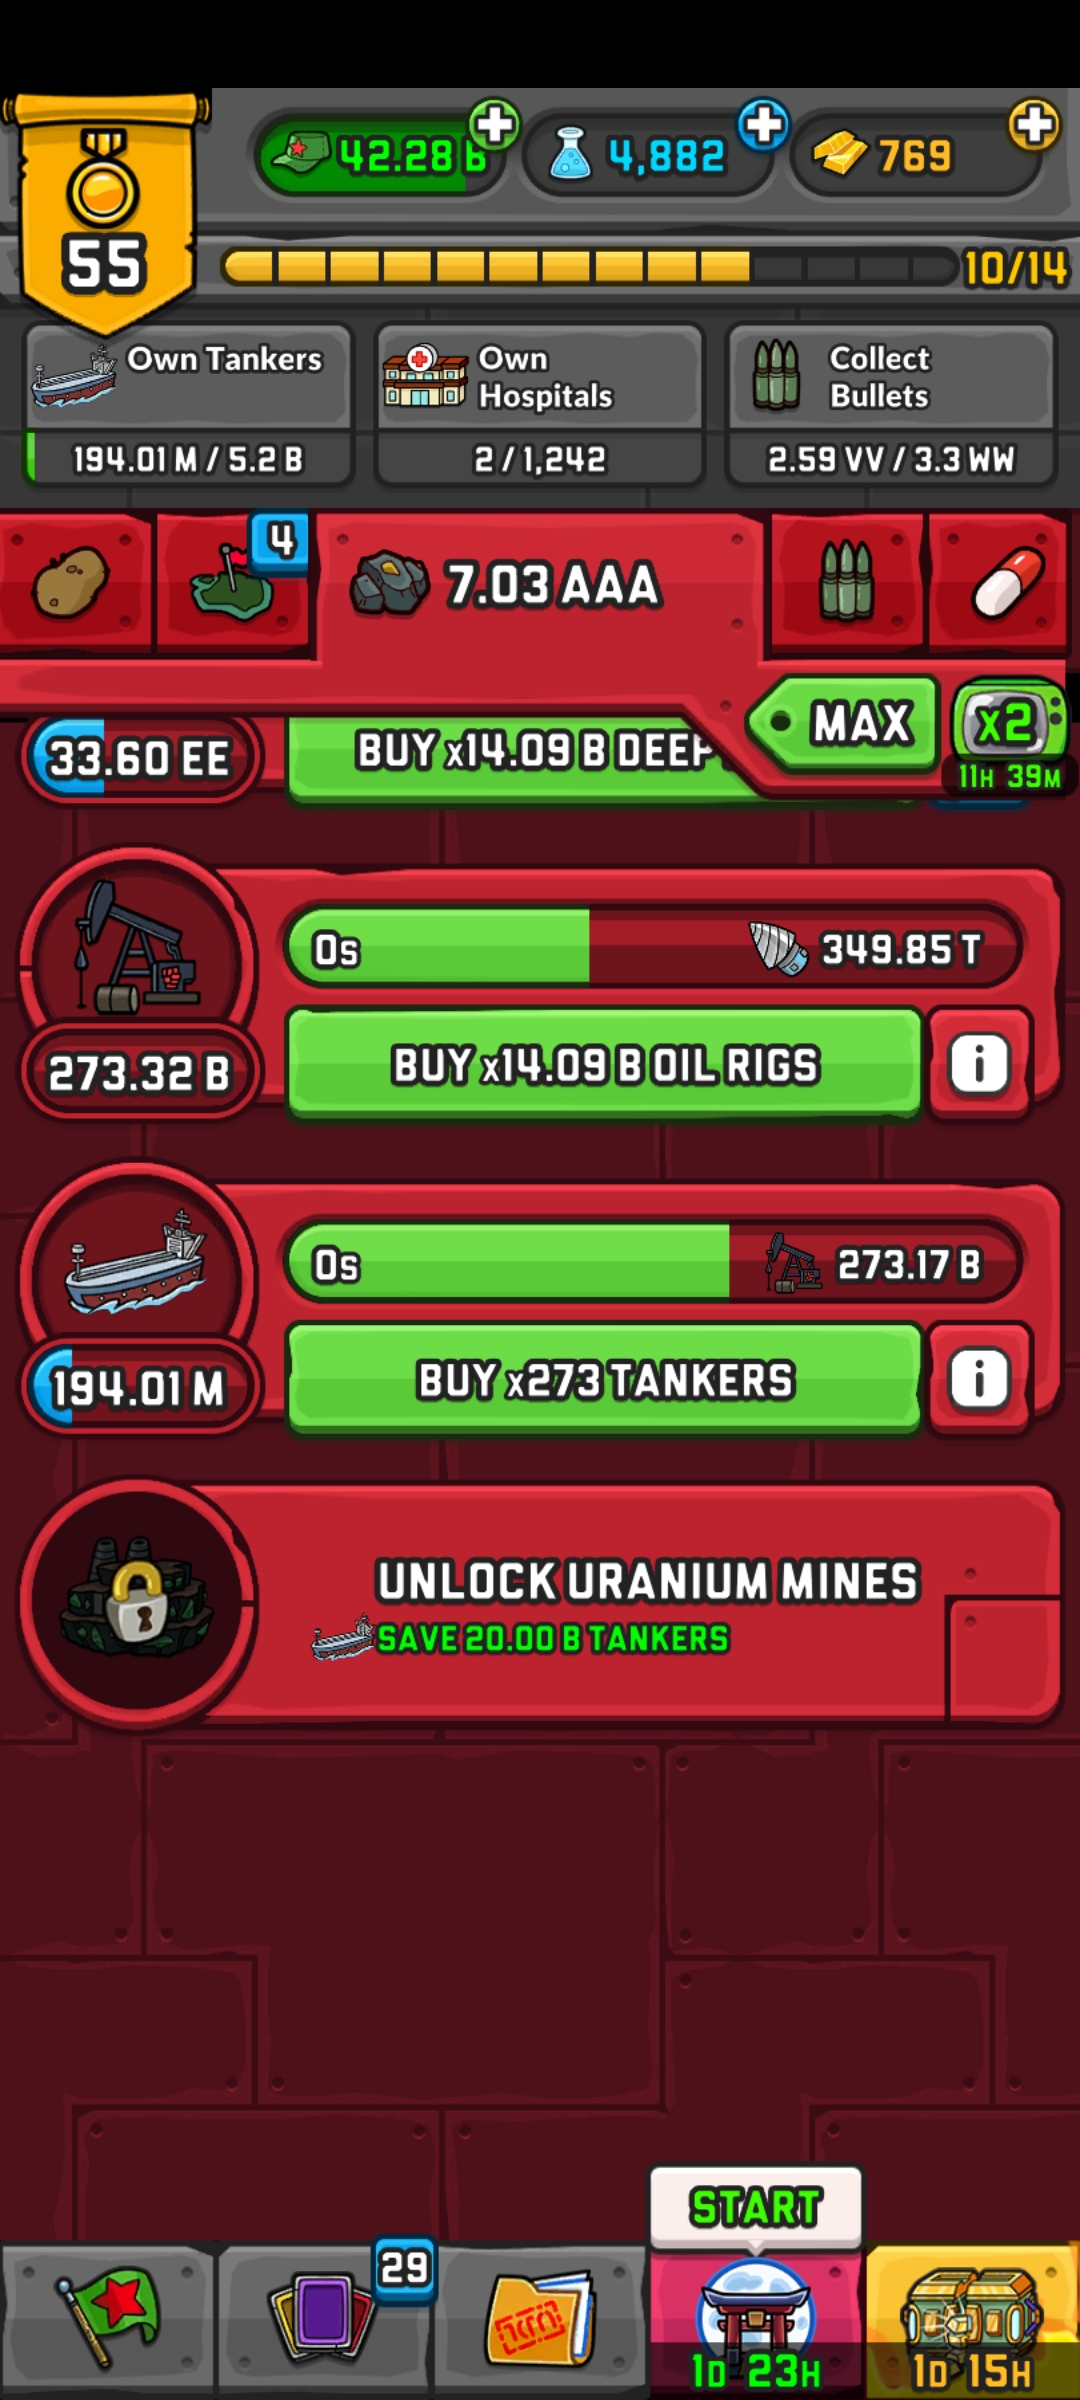 42.28 B
4,882
769
55
10/14
Own Tankers
194.01 M / 5.2 B
Own
Hospitals
2 / 1,242
Collect
Bullets
2.59 VV / 3.3 WW
4
7.03 AAA
MAX
x2
11H 39M
33.60 EE
BUY x14.09 B DEEP
0s
349.85 T
273.32 B
BUY x14.09 B OIL RIGS
i
0s
273.17 B
194.01 M
BUY x273 TANKERS
i
UNLOCK URANIUM MINES
SAVE 20.00 B TANKERS
START
29
1D 23H
1D 15H